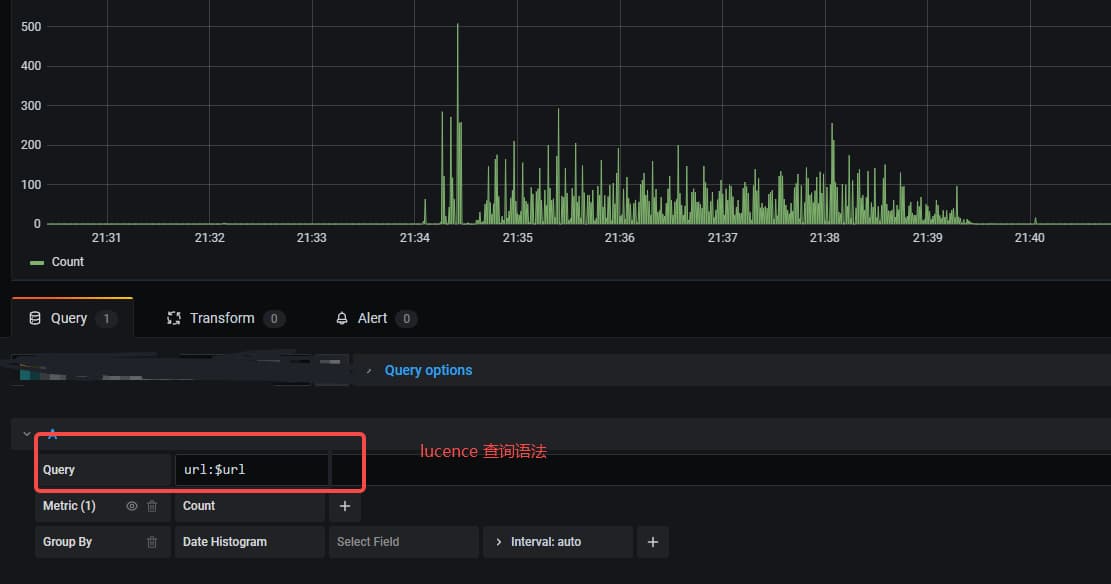 500
400
300
200
100
0
21:31 21:32 21:33 21:34 21:35 21:36 21:37 21:38 21:39 21:40
Count
Query 1 Transform 0 Alert 0
Query options
A
lucence 查询语法
Query url:$url
Metric (1) Count +
Group By Date Histogram Select Field > Interval: auto +